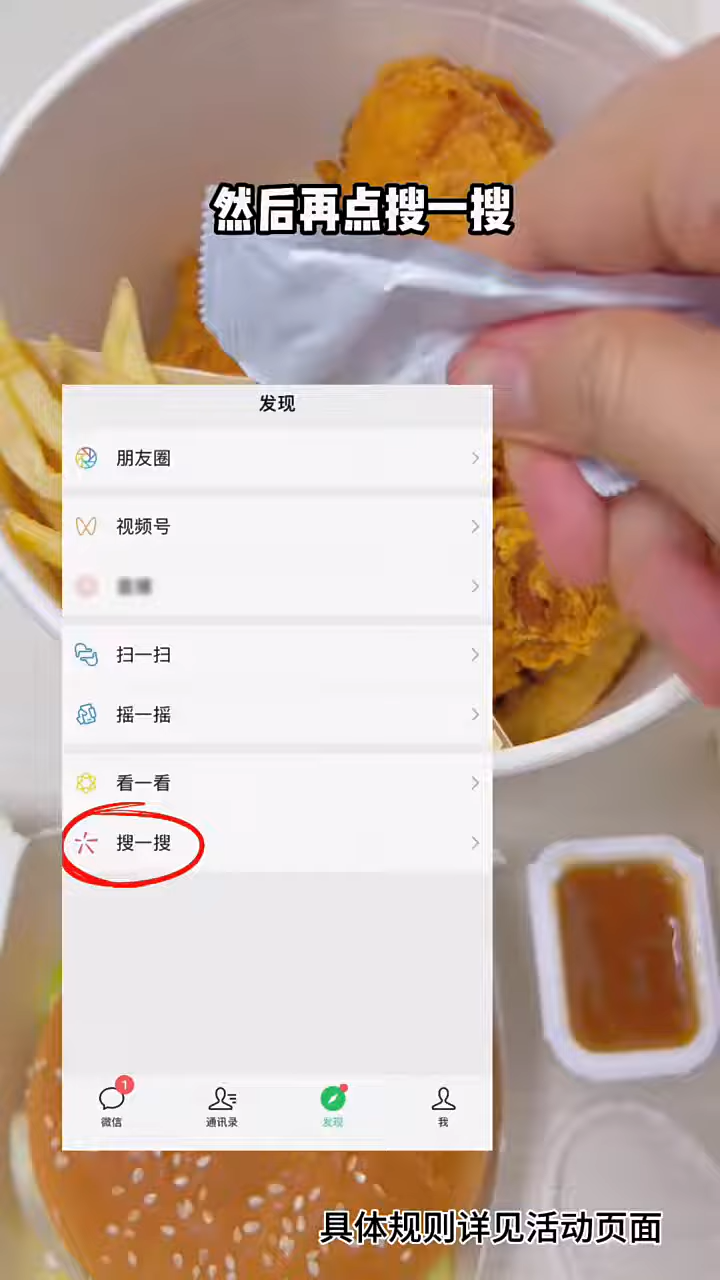 然后再点搜一搜
发现
朋友圈
视频号
扫一扫
摇一摇
看一看
搜一搜
1
微信
通讯录
发现
我
具体规则详见活动页面